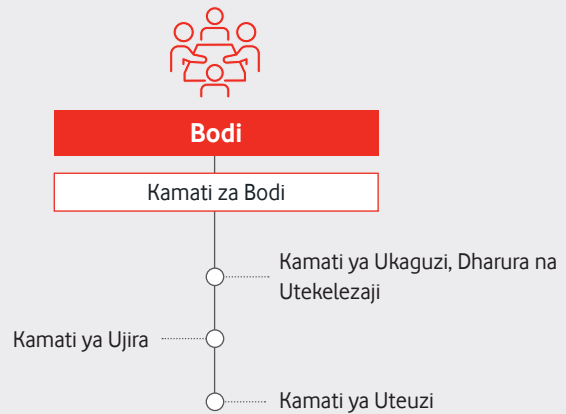 Bodi
Kamati za Bodi
Kamati ya Ukaguzi, Dharura na
Utekelezaji
Kamati ya Ujira
Kamati ya Uteuzi